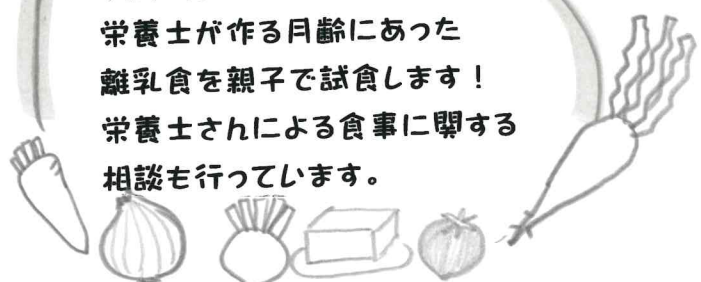 栄養士が作る月齢にあった
離乳食を親子で試食します！
栄養士さんによる食事に関する
相談も行っています。